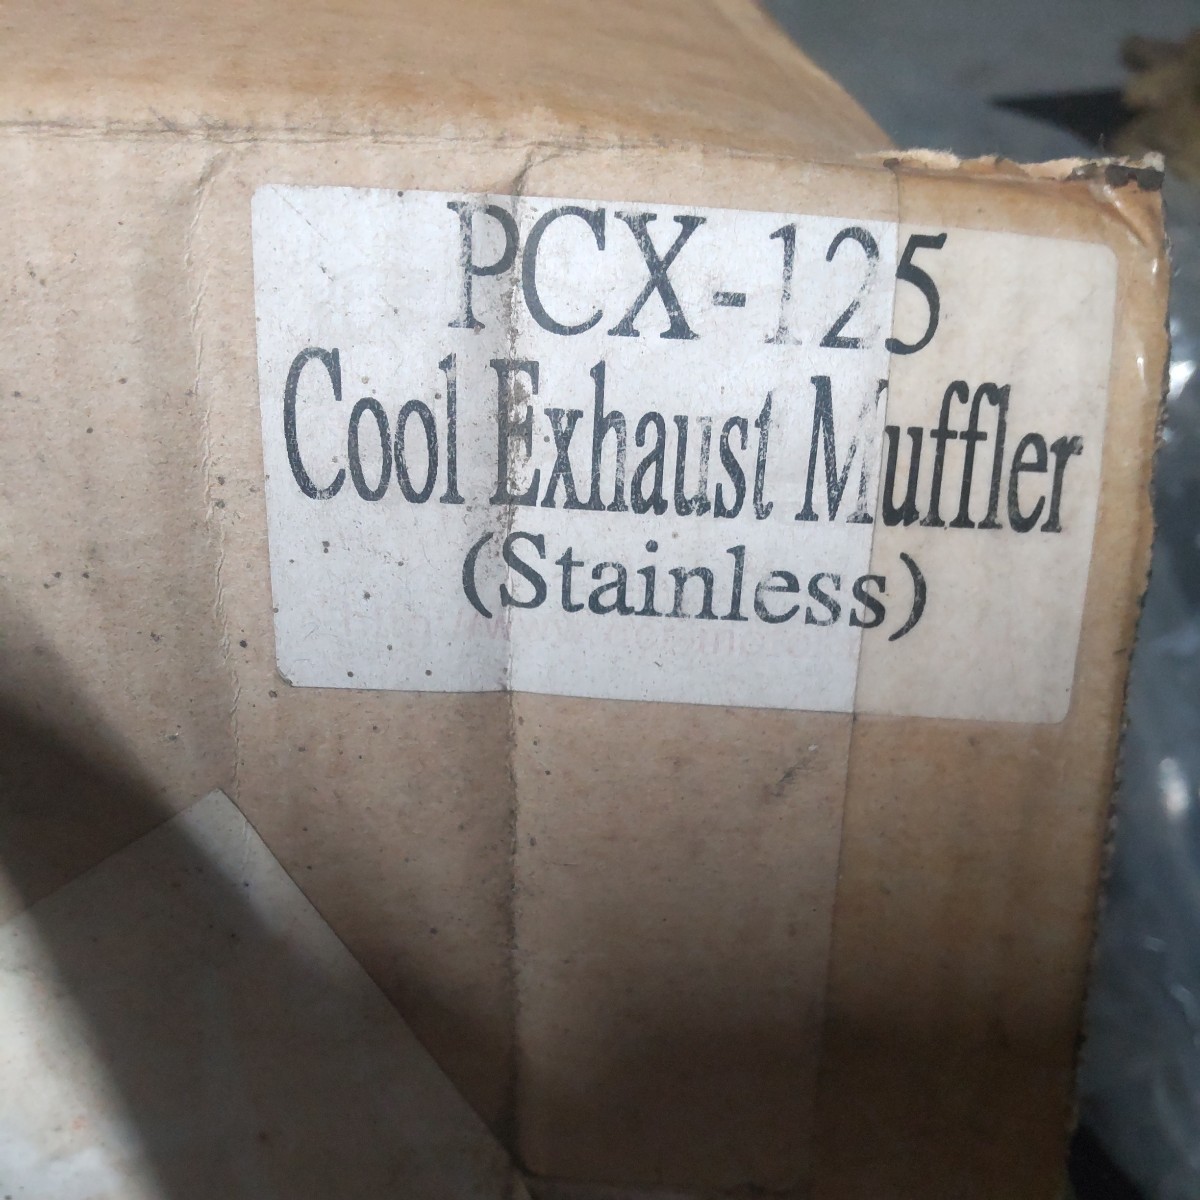 PCX-125
Cool Exhaust Muffler
(Stainless)